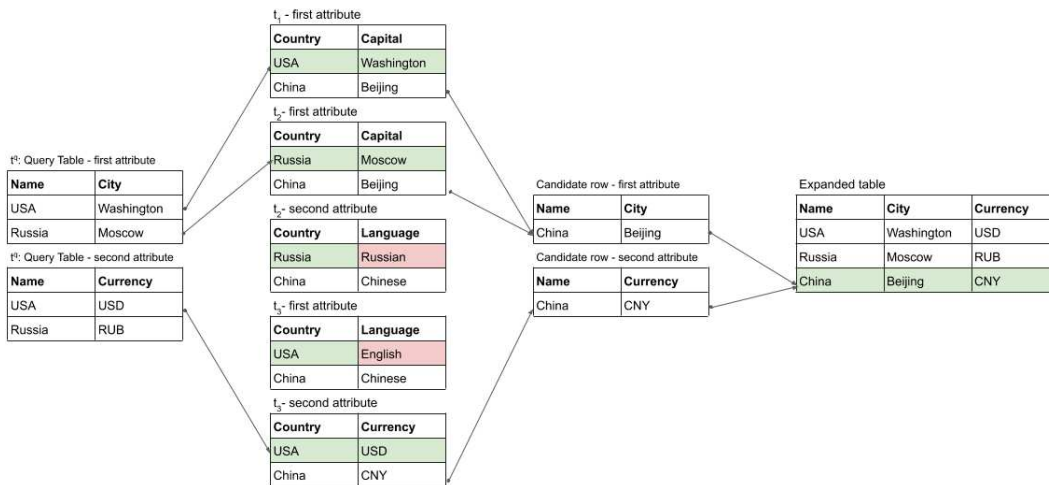 t1 - first attribute
Country Capital
USA Washington
China Beijing
t2- first attribute
Country Capital
Russia Moscow
China Beijing
t2- second attribute
Country Language
Russia Russian
China Chinese
t3- first attribute
Country Language
USA English
China Chinese
t3- second attribute
Country Currency
USA USD
China CNY
tq: Query Table - first attribute
Name City
USA Washington
Russia Moscow
tq: Query Table - second attribute
Name Currency
USA USD
Russia RUB
Candidate row - first attribute
Name City
China Beijing
Candidate row - second attribute
Name Currency
China CNY
Expanded table
Name City Currency
USA Washington USD
Russia Moscow RUB
China Beijing CNY